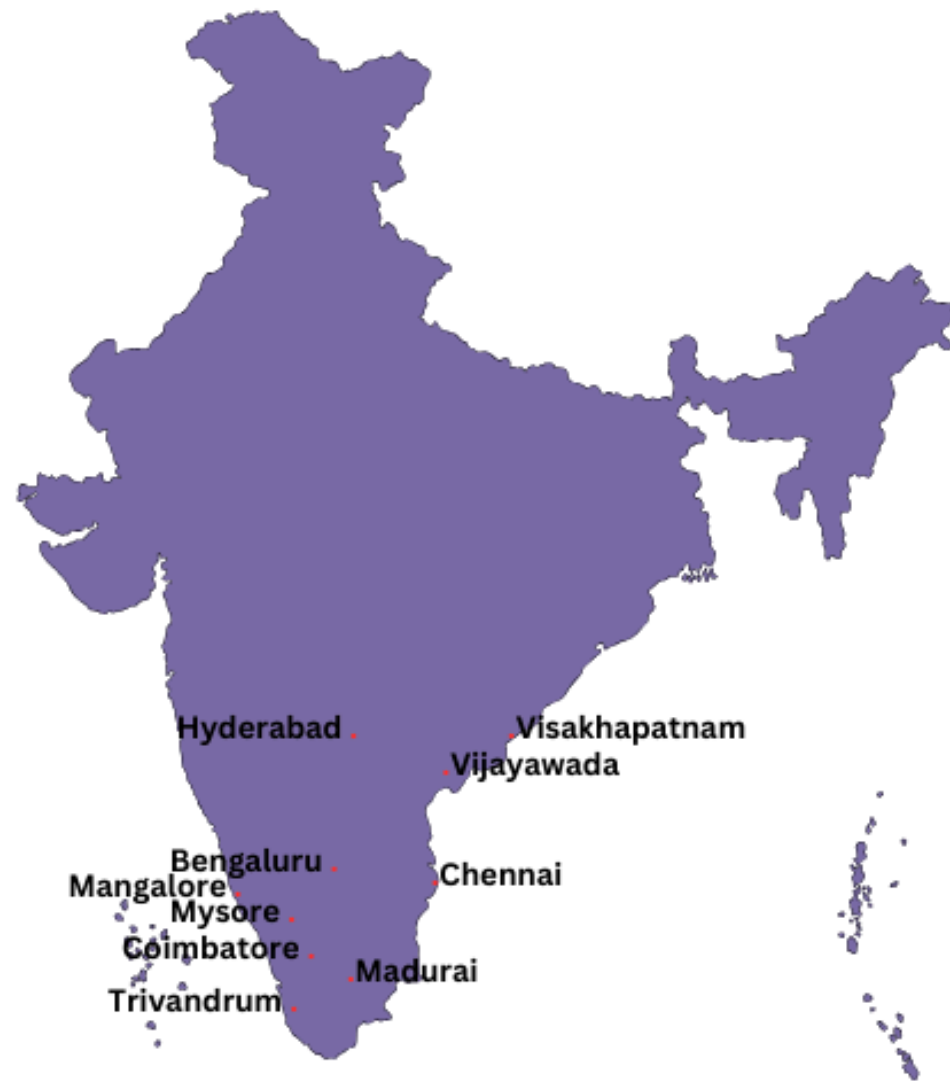 Hyderabad
Visakhapatnam
Vijayawada
Bengaluru
Chennai
Mangalore
Mysore
Coimbatore
Madurai
Trivandrum